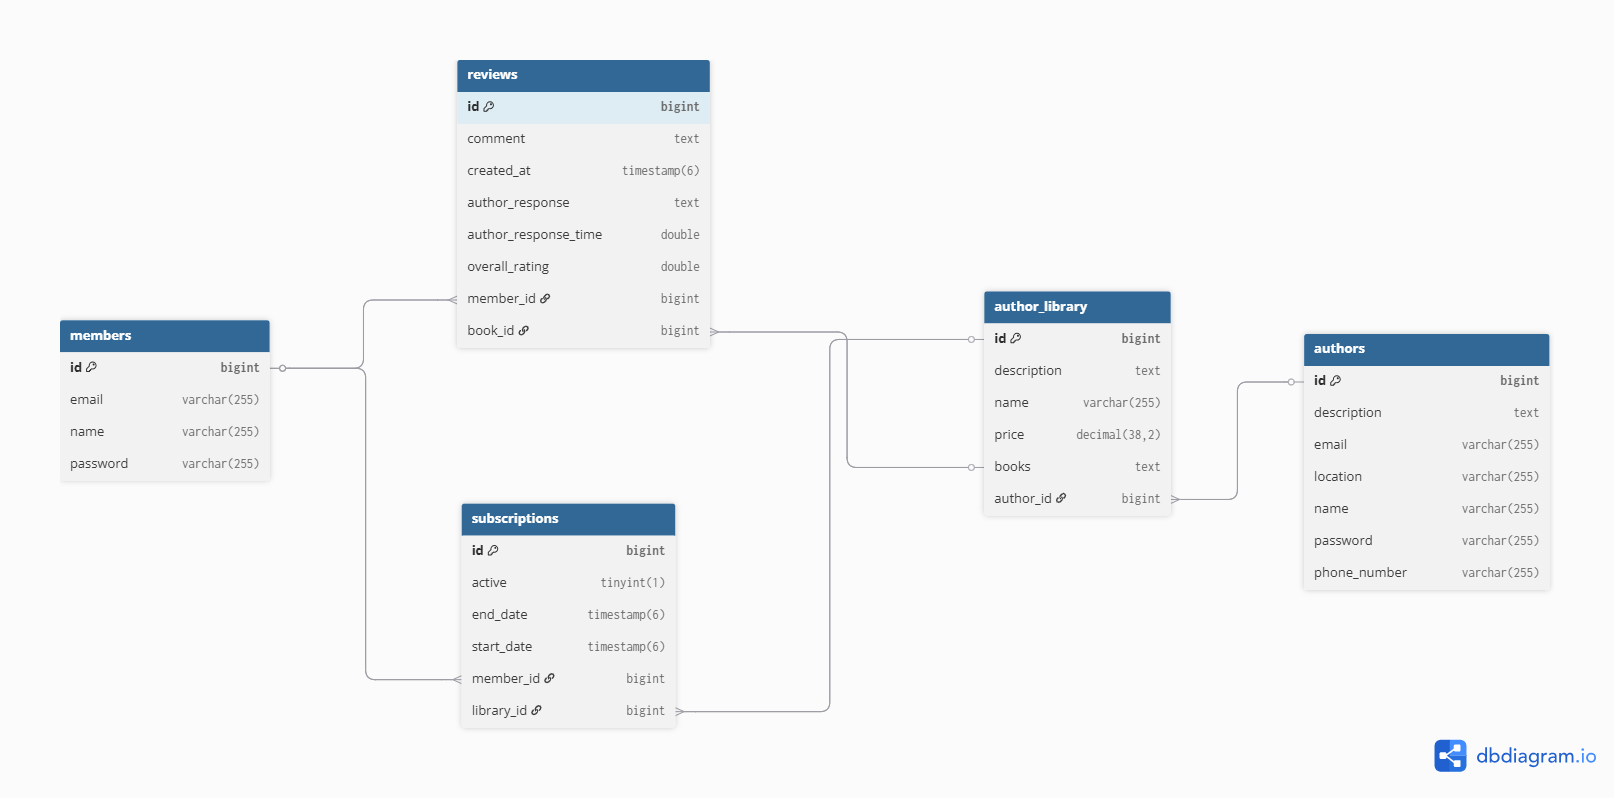 reviews
id bigint
comment text
created_at timestamp(6)
author_response text
author_response_time double
overall_rating double
member_id bigint
book_id bigint
members
id bigint
email varchar(255)
name varchar(255)
password varchar(255)
subscriptions
id bigint
active tinyint(1)
end_date timestamp(6)
start_date timestamp(6)
member_id bigint
library_id bigint
author_library
id bigint
description text
name varchar(255)
price decimal(38,2)
books text
author_id bigint
authors
id bigint
description text
email varchar(255)
location varchar(255)
name varchar(255)
password varchar(255)
phone_number varchar(255)
dbdiagram.io